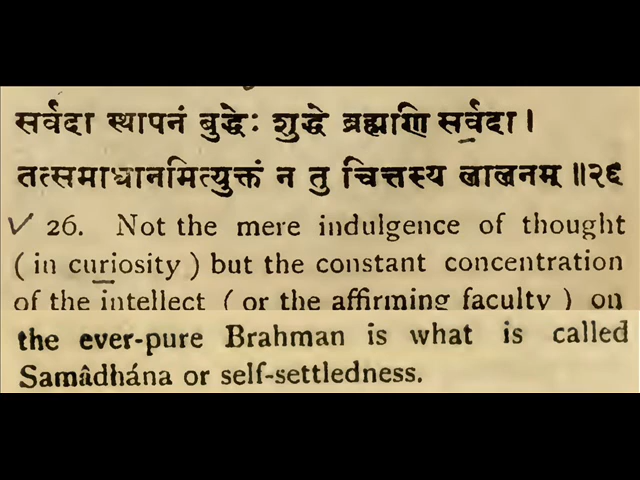 सर्वदा स्थापनं बुद्धेः शुद्धे ब्रह्मणि सर्वदा ।
तत्समाधानमित्युक्तं न तु चित्तस्य लालनम् ॥२६
26. Not the mere indulgence of thought
( in curiosity ) but the constant concentration
of the intellect ( or the affirming faculty ) on
the ever-pure Brahman is what is called
Samâdhána or self-settledness.